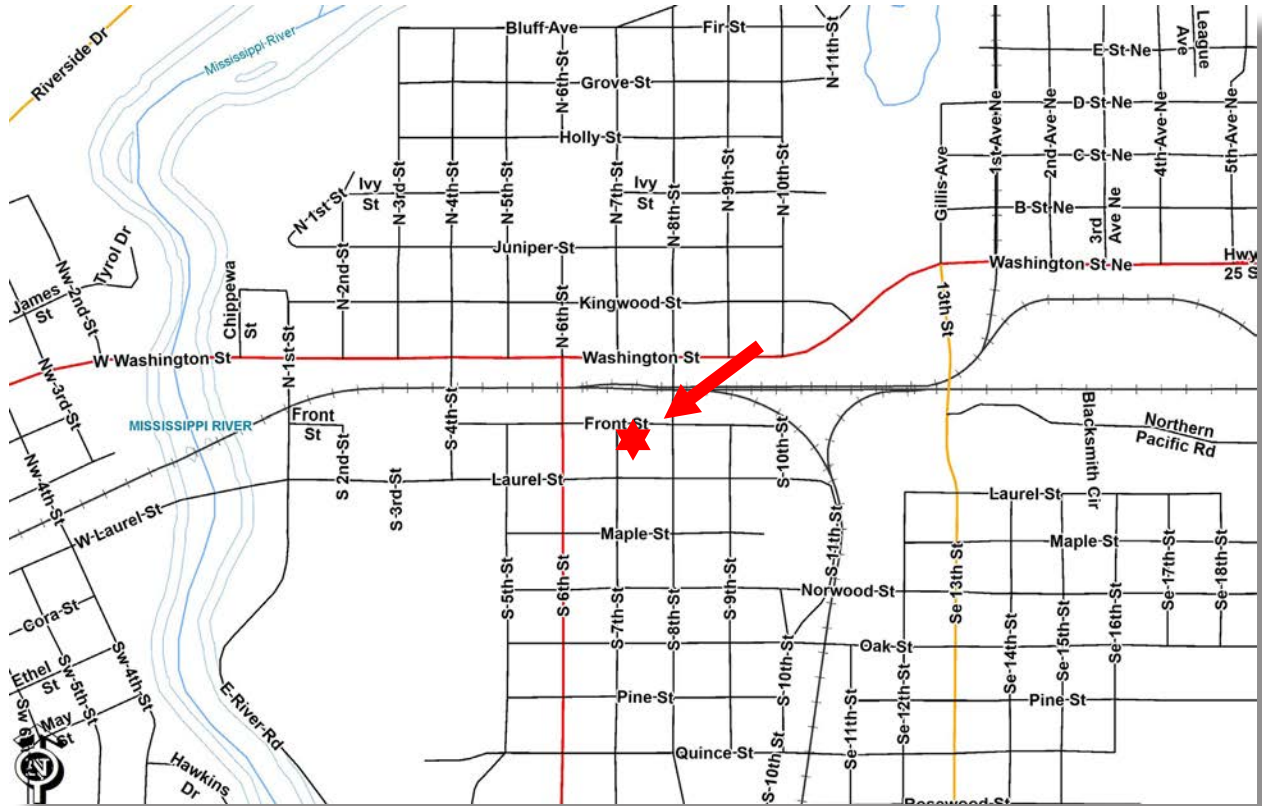 Riverside Dr
Mississippi River
Bluff Ave
Fir St
N 11th St
League
Ave
E St Ne
N 6th St
Grove St
D St Ne
1st Ave Ne
2nd Ave Ne
4th Ave Ne
5th Ave Ne
Holly St
C St Ne
N 3rd St
N 4th St
N 5th St
N 7th St
N 8th St
N 9th St
N 10th St
Gillis Ave
Ivy
St
Ivy
St
N 1st St
B St Ne
3rd
Ave Ne
Juniper St
Tyrol Dr
Nw 2nd St
James
St
Chippewa
St
N 2nd St
Washington St Ne
Hwy
25 S
Kingwood St
N 6th St
13th St
N 1st St
W Washington St
Washington St
Nw 3rd St
S 4th St
Front
St
Front St
MISSISSIPPI RIVER
Blacksmith Cir
Northern
Pacific Rd
S 2nd St
S 3rd St
S 10th St
Nw 4th St
Laurel St
Laurel St
W Laurel St
Maple St
S 11th St
Maple St
S 5th St
S 6th St
S 7th St
S 8th St
S 9th St
Norwood St
Se 13th St
Se 17th St
Se 18th St
Cora St
Oak St
Se 14th St
Se 15th St
Se 16th St
Ethel
St
Sw 5th St
Sw 4th St
S 10th St
Se 12th St
Pine St
Pine St
Sw 6
May
St
E River Rd
Se 11th St
Quince St
S 10th St
N
Hawkins
Dr
Rosewood St